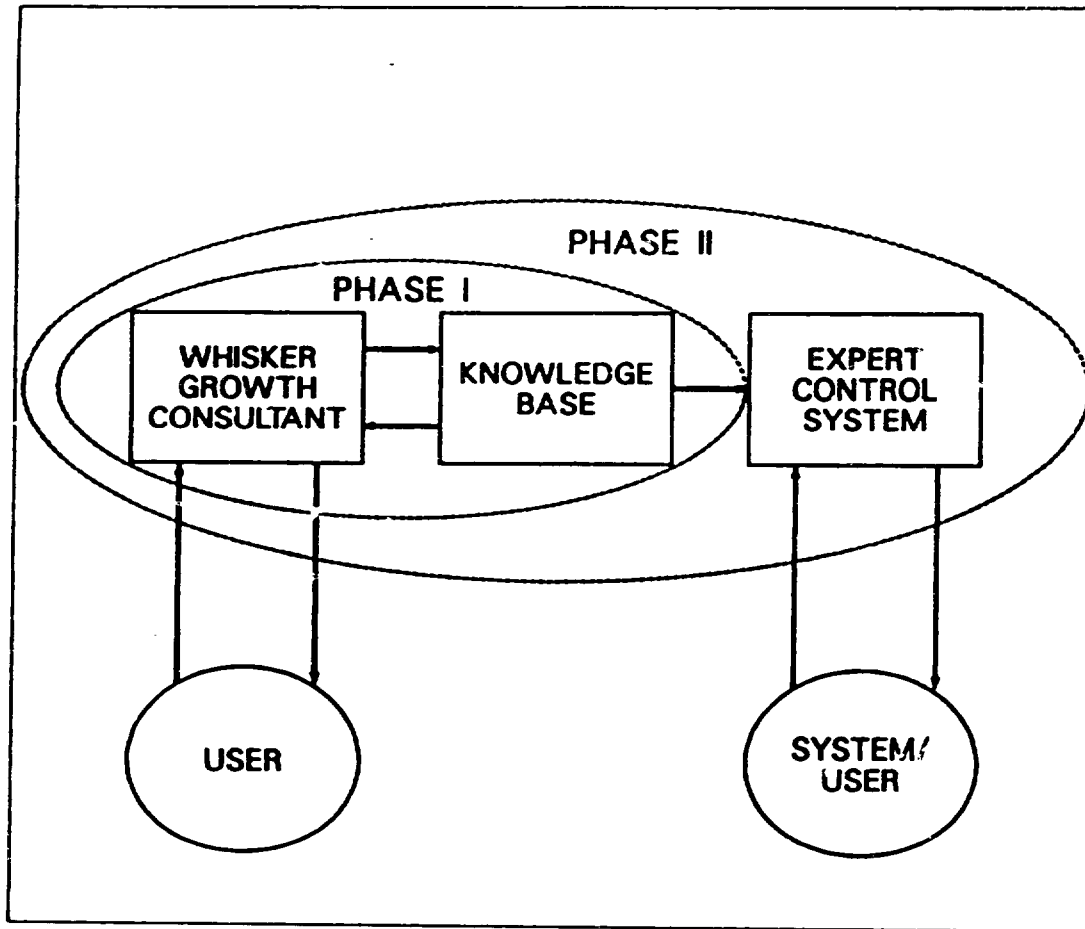 PHASE II
PHASE I
WHISKER
GROWTH
CONSULTANT
KNOWLEDGE
BASE
EXPERT
CONTROL
SYSTEM
USER
SYSTEM/
USER